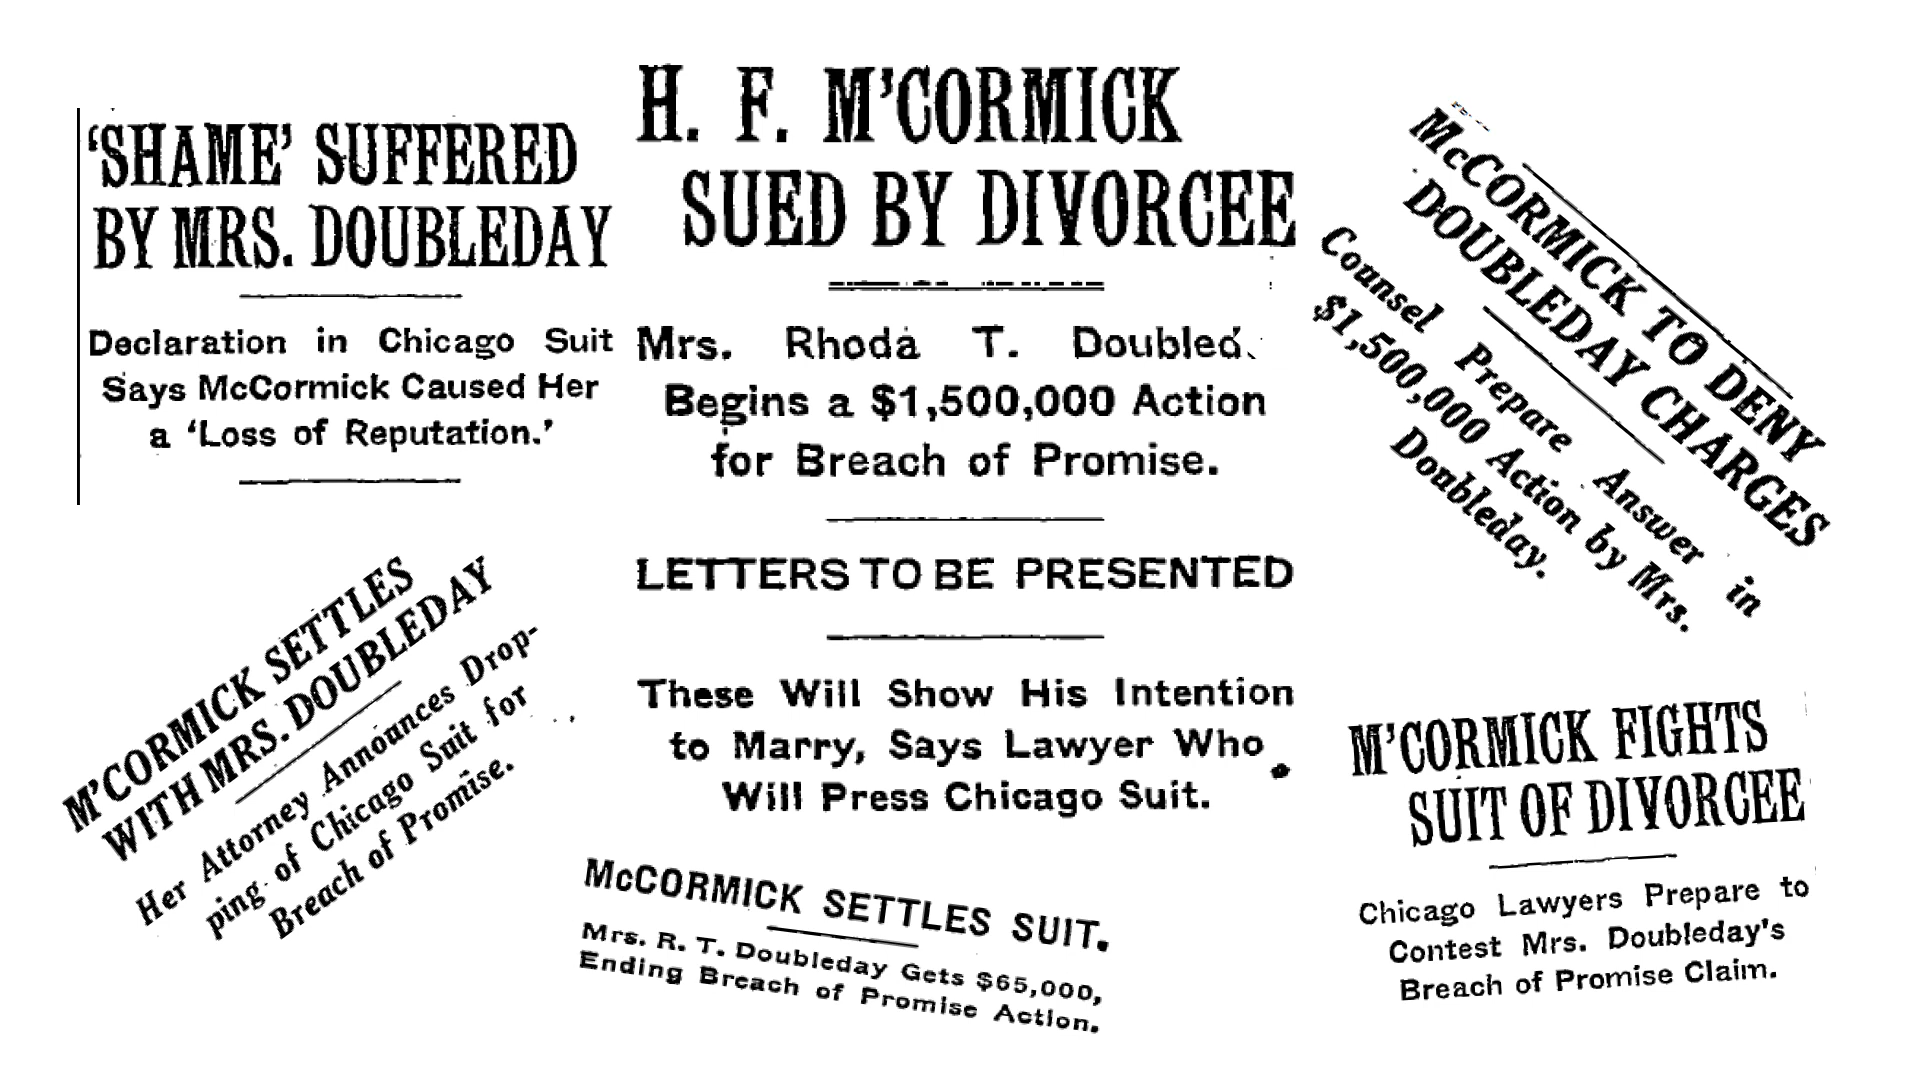 ‘SHAME’ SUFFERED
BY MRS. DOUBLEDAY
Declaration in Chicago Suit
Says McCormick Caused Her
a ‘Loss of Reputation.’
H. F. M’CORMICK
SUED BY DIVORCEE
Mrs. Rhoda T.
Begins a $1,500,000 Action
for Breach of Promise.
LETTERS TO BE PRESENTED
These Will Show His Intention
to Marry, Says Lawyer Who
Will Press Chicago Suit.
McCORMICK TO DENY
DOUBLEDAY CHARGES
Counsel Prepare Answer in
$1,500,000 Action by Mrs.
Doubleday.
M’CORMICK SETTLES
WITH MRS. DOUBLEDAY
Her Attorney Announces Drop-
ping of Chicago Suit for
Breach of Promise.
McCORMICK SETTLES SUIT.
Mrs. R. T. Doubleday Gets $65,000,
Ending Breach of Promise Action.
M’CORMICK FIGHTS
SUIT OF DIVORCEE
Chicago Lawyers Prepare to
Contest Mrs. Doubleday’s
Breach of Promise Claim.